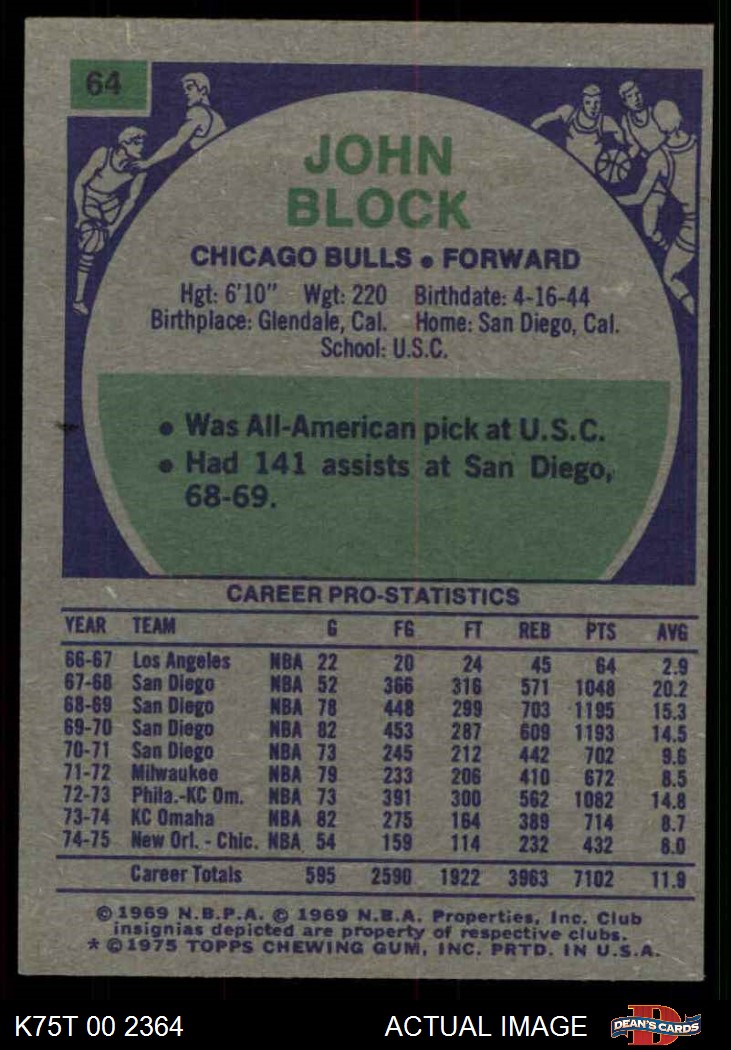 64
JOHN
BLOCK
CHICAGO BULLS • FORWARD
Hgt: 6'10" Wgt: 220 Birthdate: 4-16-44
Birthplace: Glendale, Cal. Home: San Diego, Cal.
School: U.S.C.
• Was All-American pick at U.S.C.
• Had 141 assists at San Diego,
68-69.
CAREER PRO-STATISTICS
YEAR TEAM G FG FT REB PTS AVG
66-67 Los Angeles NBA 22 20 24 45 64 2.9
67-68 San Diego NBA 52 366 316 571 1048 20.2
68-69 San Diego NBA 78 448 299 703 1195 15.3
69-70 San Diego NBA 82 453 287 609 1193 14.5
70-71 San Diego NBA 73 245 212 442 702 9.6
71-72 Milwaukee NBA 79 233 206 410 672 8.5
72-73 Phila.-KC Om. NBA 73 391 300 562 1082 14.8
73-74 KC Omaha NBA 82 275 164 389 714 8.7
74-75 New Orl. - Chic. NBA 54 159 114 232 432 8.0
Career Totals 595 2590 1922 3963 7102 11.9
© 1969 N.B.P.A. © 1969 N.B.A. Properties, Inc. Club
insignias depicted are property of respective clubs.
* © 1975 TOPPS CHEWING GUM, INC. PRTD. IN U.S.A.
K75T 00 2364 ACTUAL IMAGE
D
DEAN'S CARDS